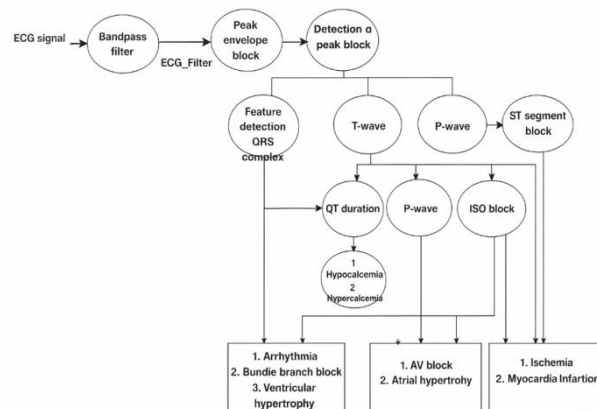 ECG signal
Bandpass
filter
ECG_Filter
Peak
envelope
block
Detection α
peak block
Feature
detection
QRS
complex
T-wave
P-wave
ST segment
block
QT duration
P-wave
ISO block
1
Hypocalcemia
2
Hypercalcemia
1. Arrhythmia
2. Bundie branch block
3. Ventricular
hypertrophy
1. AV block
2. Atrial hypertrohy
1. Ischemia
2. Myocardia Infartion